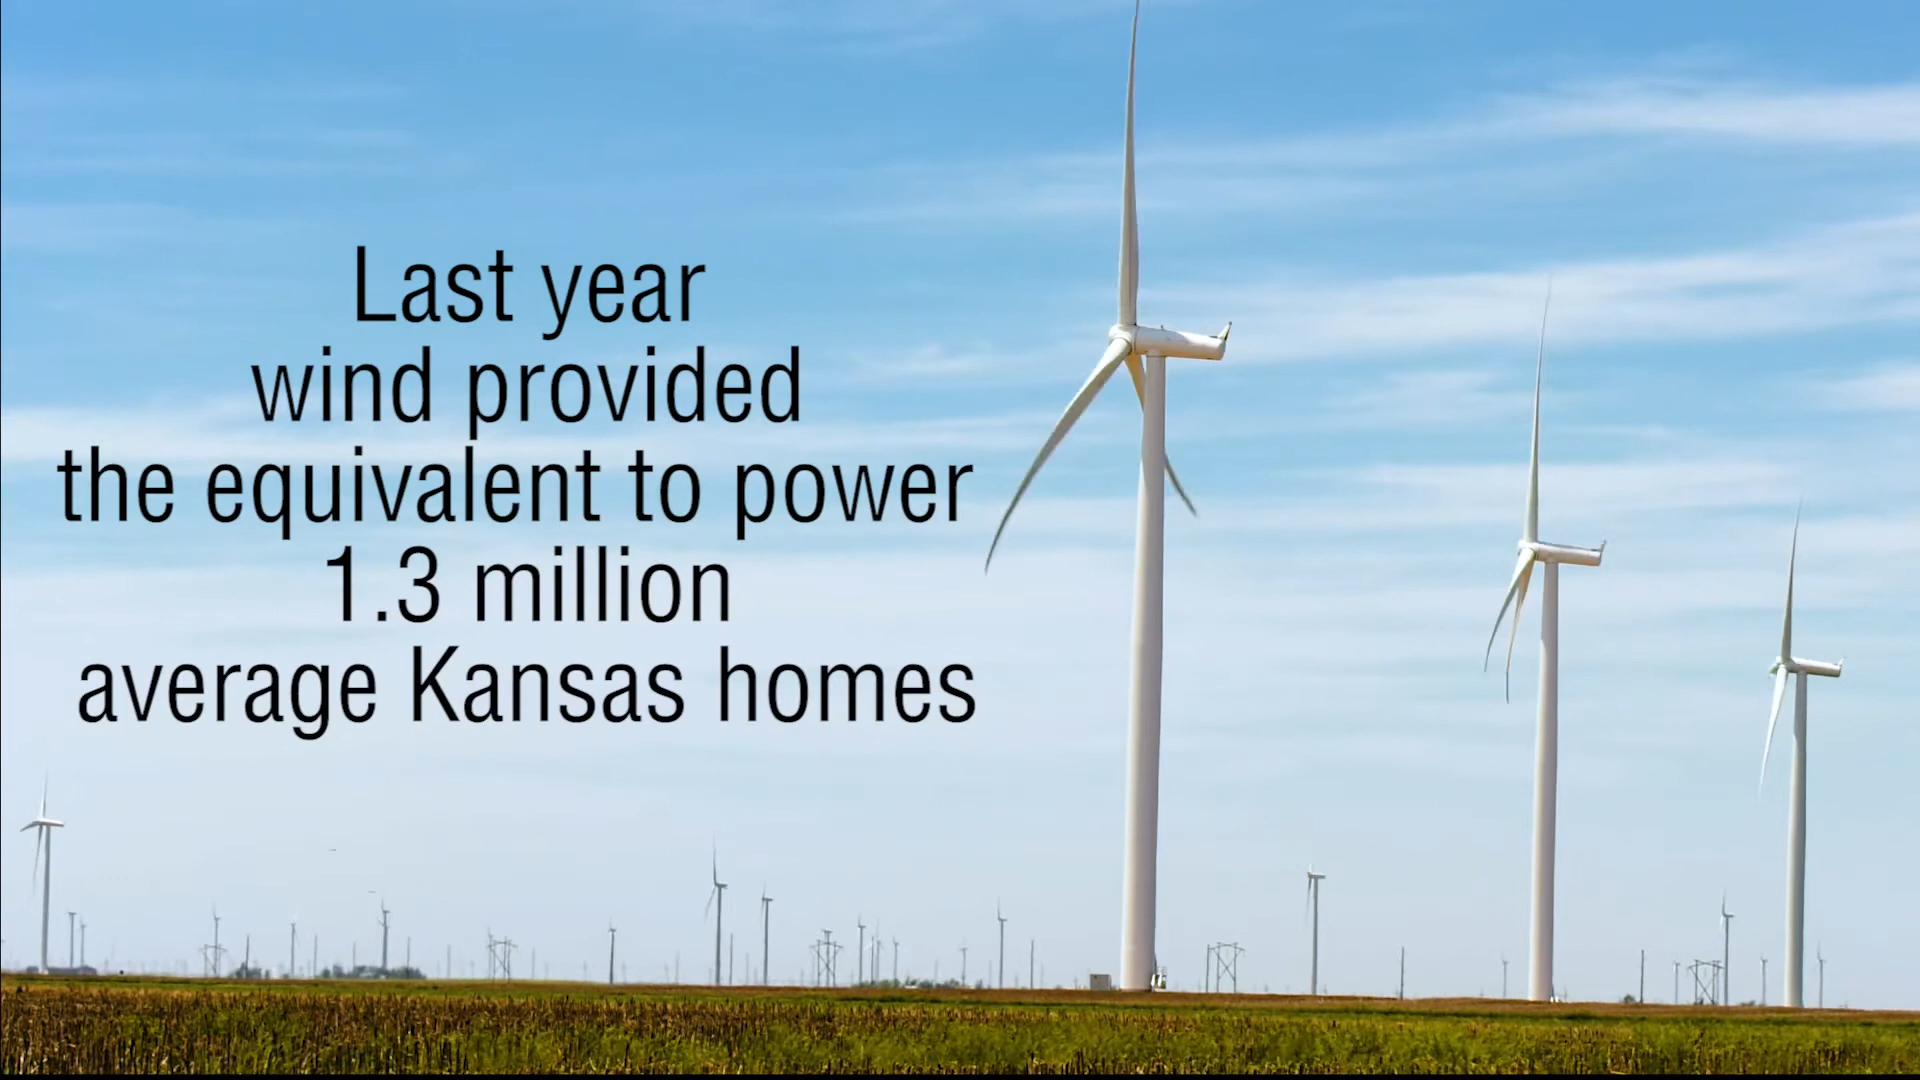 Last year
wind provided
the equivalent to power
1.3 million
average Kansas homes